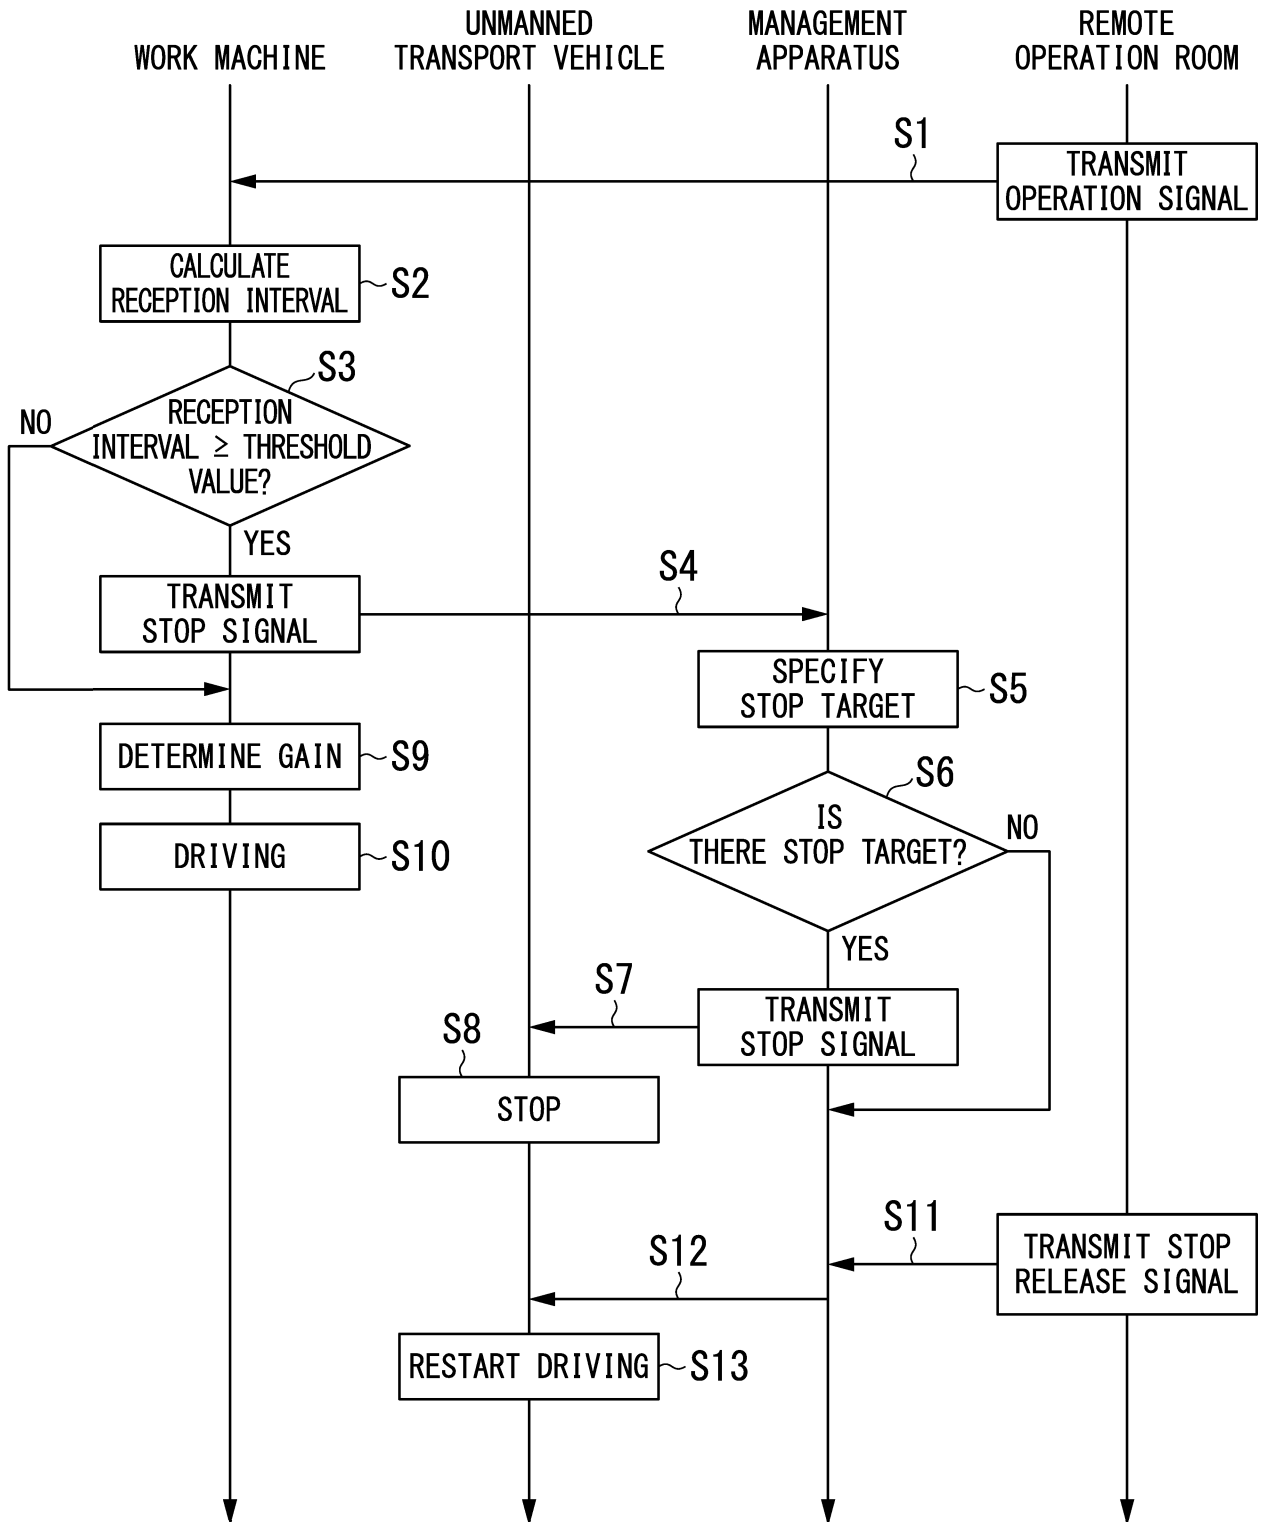 WORK MACHINE
UNMANNED
TRANSPORT VEHICLE
MANAGEMENT
APPARATUS
REMOTE
OPERATION ROOM
S1
TRANSMIT
OPERATION SIGNAL
CALCULATE
RECEPTION INTERVAL
S2
S3
RECEPTION
INTERVAL ≥ THRESHOLD
VALUE?
NO
YES
TRANSMIT
STOP SIGNAL
S4
SPECIFY
STOP TARGET
S5
DETERMINE GAIN
S9
S6
IS
THERE STOP TARGET?
NO
YES
DRIVING
S10
S7
TRANSMIT
STOP SIGNAL
S8
STOP
S11
TRANSMIT STOP
RELEASE SIGNAL
S12
RESTART DRIVING
S13